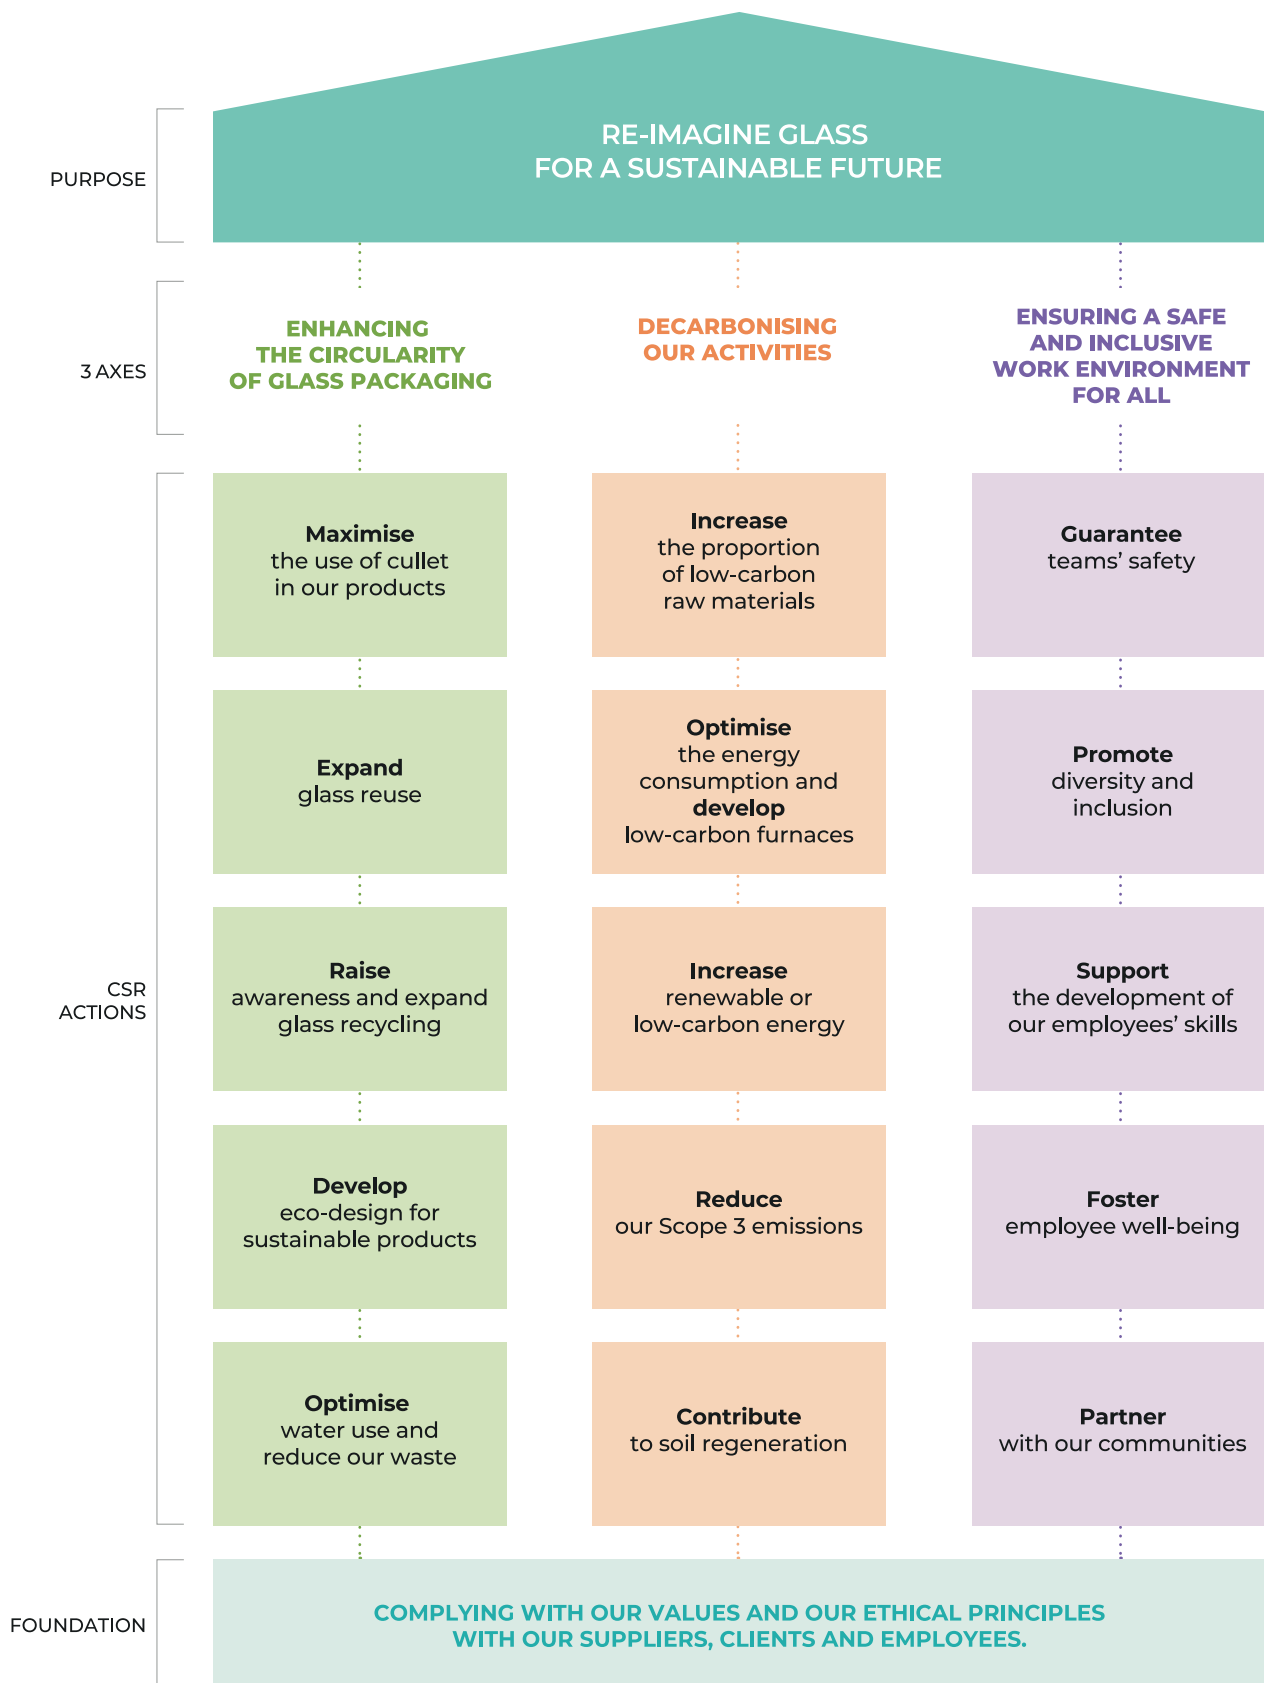 PURPOSE
RE-IMAGINE GLASS
FOR A SUSTAINABLE FUTURE
3 AXES
ENHANCING
THE CIRCULARITY
OF GLASS PACKAGING
DECARBONISING
OUR ACTIVITIES
ENSURING A SAFE
AND INCLUSIVE
WORK ENVIRONMENT
FOR ALL
CSR
ACTIONS
Maximise
the use of cullet
in our products
Increase
the proportion
of low-carbon
raw materials
Guarantee
teams’ safety
Expand
glass reuse
Optimise
the energy
consumption and
develop
low-carbon furnaces
Promote
diversity and
inclusion
Raise
awareness and expand
glass recycling
Increase
renewable or
low-carbon energy
Support
the development of
our employees’ skills
Develop
eco-design for
sustainable products
Reduce
our Scope 3 emissions
Foster
employee well-being
Optimise
water use and
reduce our waste
Contribute
to soil regeneration
Partner
with our communities
FOUNDATION
COMPLYING WITH OUR VALUES AND OUR ETHICAL PRINCIPLES
WITH OUR SUPPLIERS, CLIENTS AND EMPLOYEES.